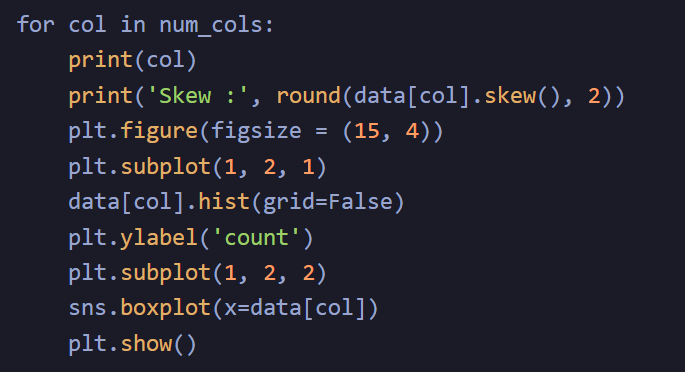 for col in num_cols:
    print(col)
    print('Skew :', round(data[col].skew(), 2))
    plt.figure(figsize = (15, 4))
    plt.subplot(1, 2, 1)
    data[col].hist(grid=False)
    plt.ylabel('count')
    plt.subplot(1, 2, 2)
    sns.boxplot(x=data[col])
    plt.show()